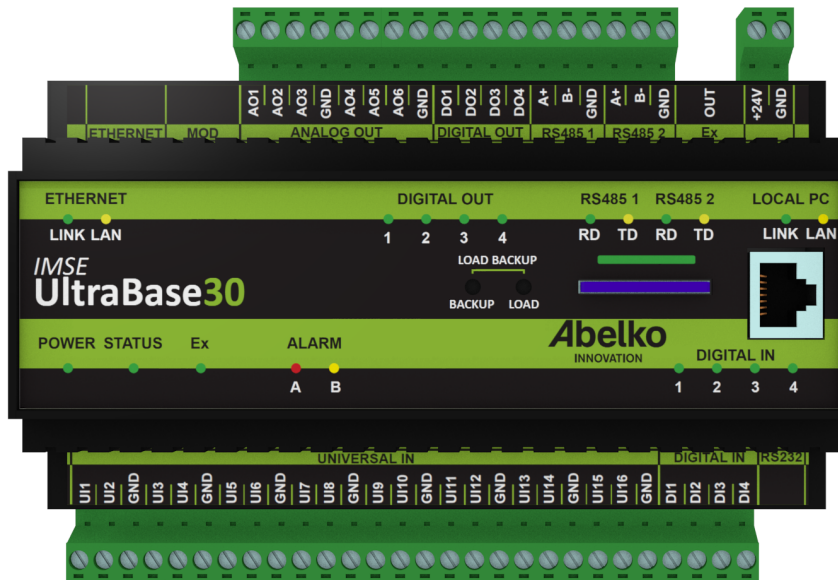 AO1 AO2 AO3 GND AO4 AO5 AO6 GND DO1 DO2 DO3 DO4 A+ B- GND A+ B- GND OUT +24V GND
ETHERNET MOD ANALOG OUT DIGITAL OUT RS485 1 RS485 2 Ex
ETHERNET DIGITAL OUT RS485 1 RS485 2 LOCAL PC
LINK LAN 1 2 3 4 RD TD RD TD LINK LAN
IMSE LOAD BACKUP
UltraBase30
BACKUP LOAD
Abelko
INNOVATION
POWER STATUS Ex ALARM DIGITAL IN
A B 1 2 3 4
UNIVERSAL IN DIGITAL IN RS232
UI1 UI2 GND UI3 UI4 GND UI5 UI6 GND UI7 UI8 GND UI9 UI10 GND UI11 UI12 GND UI13 UI14 GND UI15 UI16 GND DI1 DI2 DI3 DI4